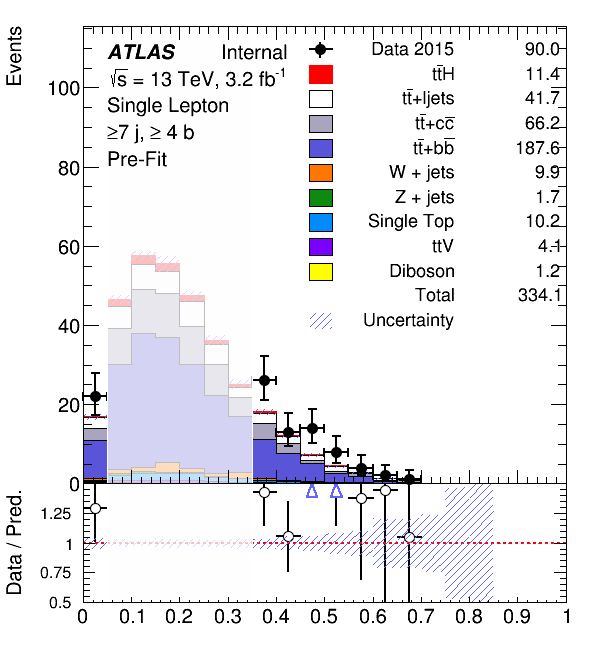 Events
ATLAS Internal
√s = 13 TeV, 3.2 fb⁻¹
Single Lepton
≥7 j, ≥ 4 b
Pre-Fit
Data 2015 90.0
tt̄H 11.4
tt̄+ljets 41.7
tt̄+cc̄ 66.2
tt̄+bb̄ 187.6
W + jets 9.9
Z + jets 1.7
Single Top 10.2
ttV 4.1
Diboson 1.2
Total 334.1
Uncertainty
100
80
60
40
20
0
Data / Pred.
1.25
1
0.75
0.5
0 0.1 0.2 0.3 0.4 0.5 0.6 0.7 0.8 0.9 1